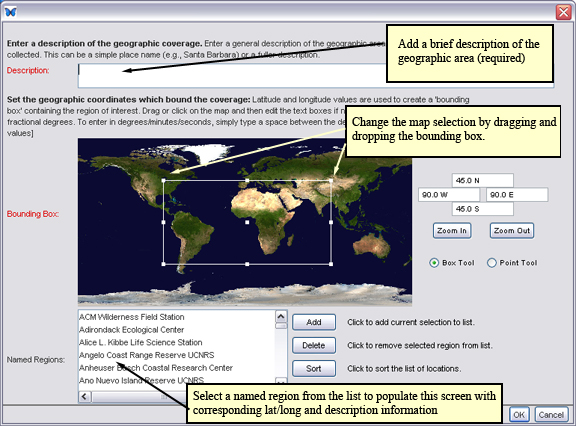 Enter a description of the geographic coverage. Enter a general description of the geographic
collected. This can be a simple place name (e.g., Santa Barbara) or a fuller description.
Add a brief description of the
geographic area (required)
Description:
Set the geographic coordinates which bound the coverage: Latitude and longitude values are used to create a 'bounding
box' containing the region of interest. Drag or click on the map and then edit the text boxes if
fractional degrees. To enter in degrees/minutes/seconds, simply type a space between the
values]
Change the map selection by dragging and
dropping the bounding box.
Bounding Box:
45.0 N
90.0 W
90.0 E
45.0 S
Zoom In
Zoom Out
Box Tool
Point Tool
Named Regions:
ACM Wilderness Field Station
Adirondack Ecological Center
Alice L. Kibbe Life Science Station
Angelo Coast Range Reserve UCNRS
Anheuser Busch Coastal Research Center
Ano Nuevo Island Reserve UCNRS
Add
Click to add current selection to list.
Delete
Click to remove selected region from list.
Sort
Click to sort the list of locations.
Select a named region from the list to populate this screen with
corresponding lat/long and description information
OK
Cancel